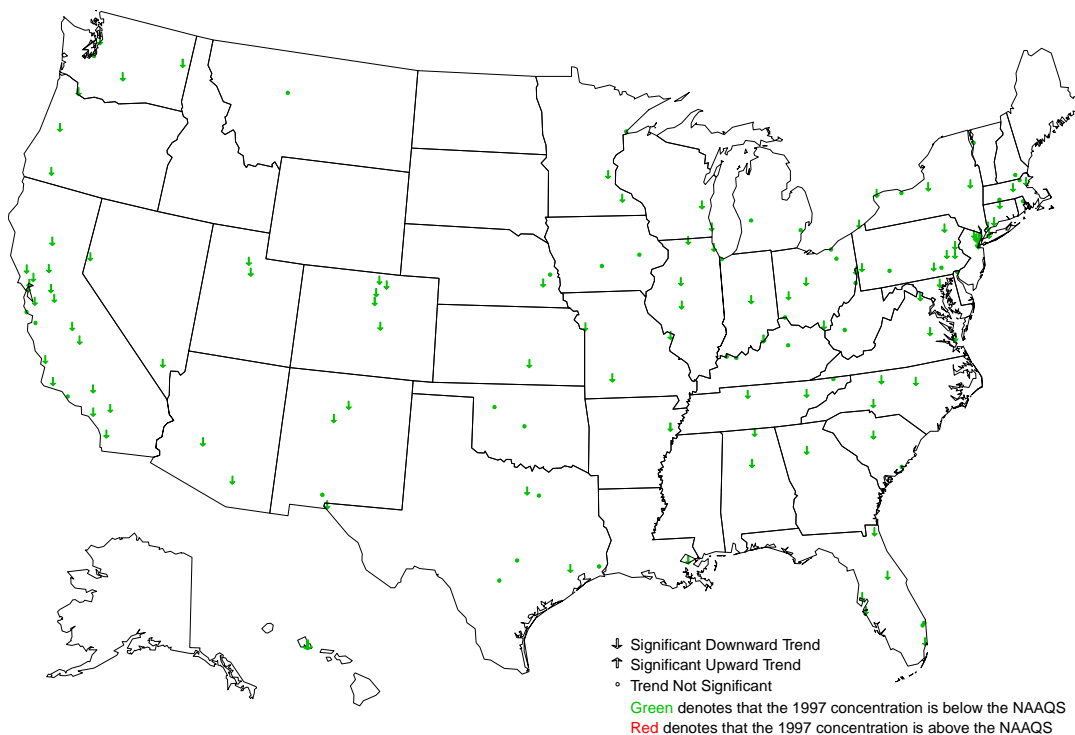 Significant Downward Trend
Significant Upward Trend
Trend Not Significant
Green denotes that the 1997 concentration is below the NAAQS
Red denotes that the 1997 concentration is above the NAAQS